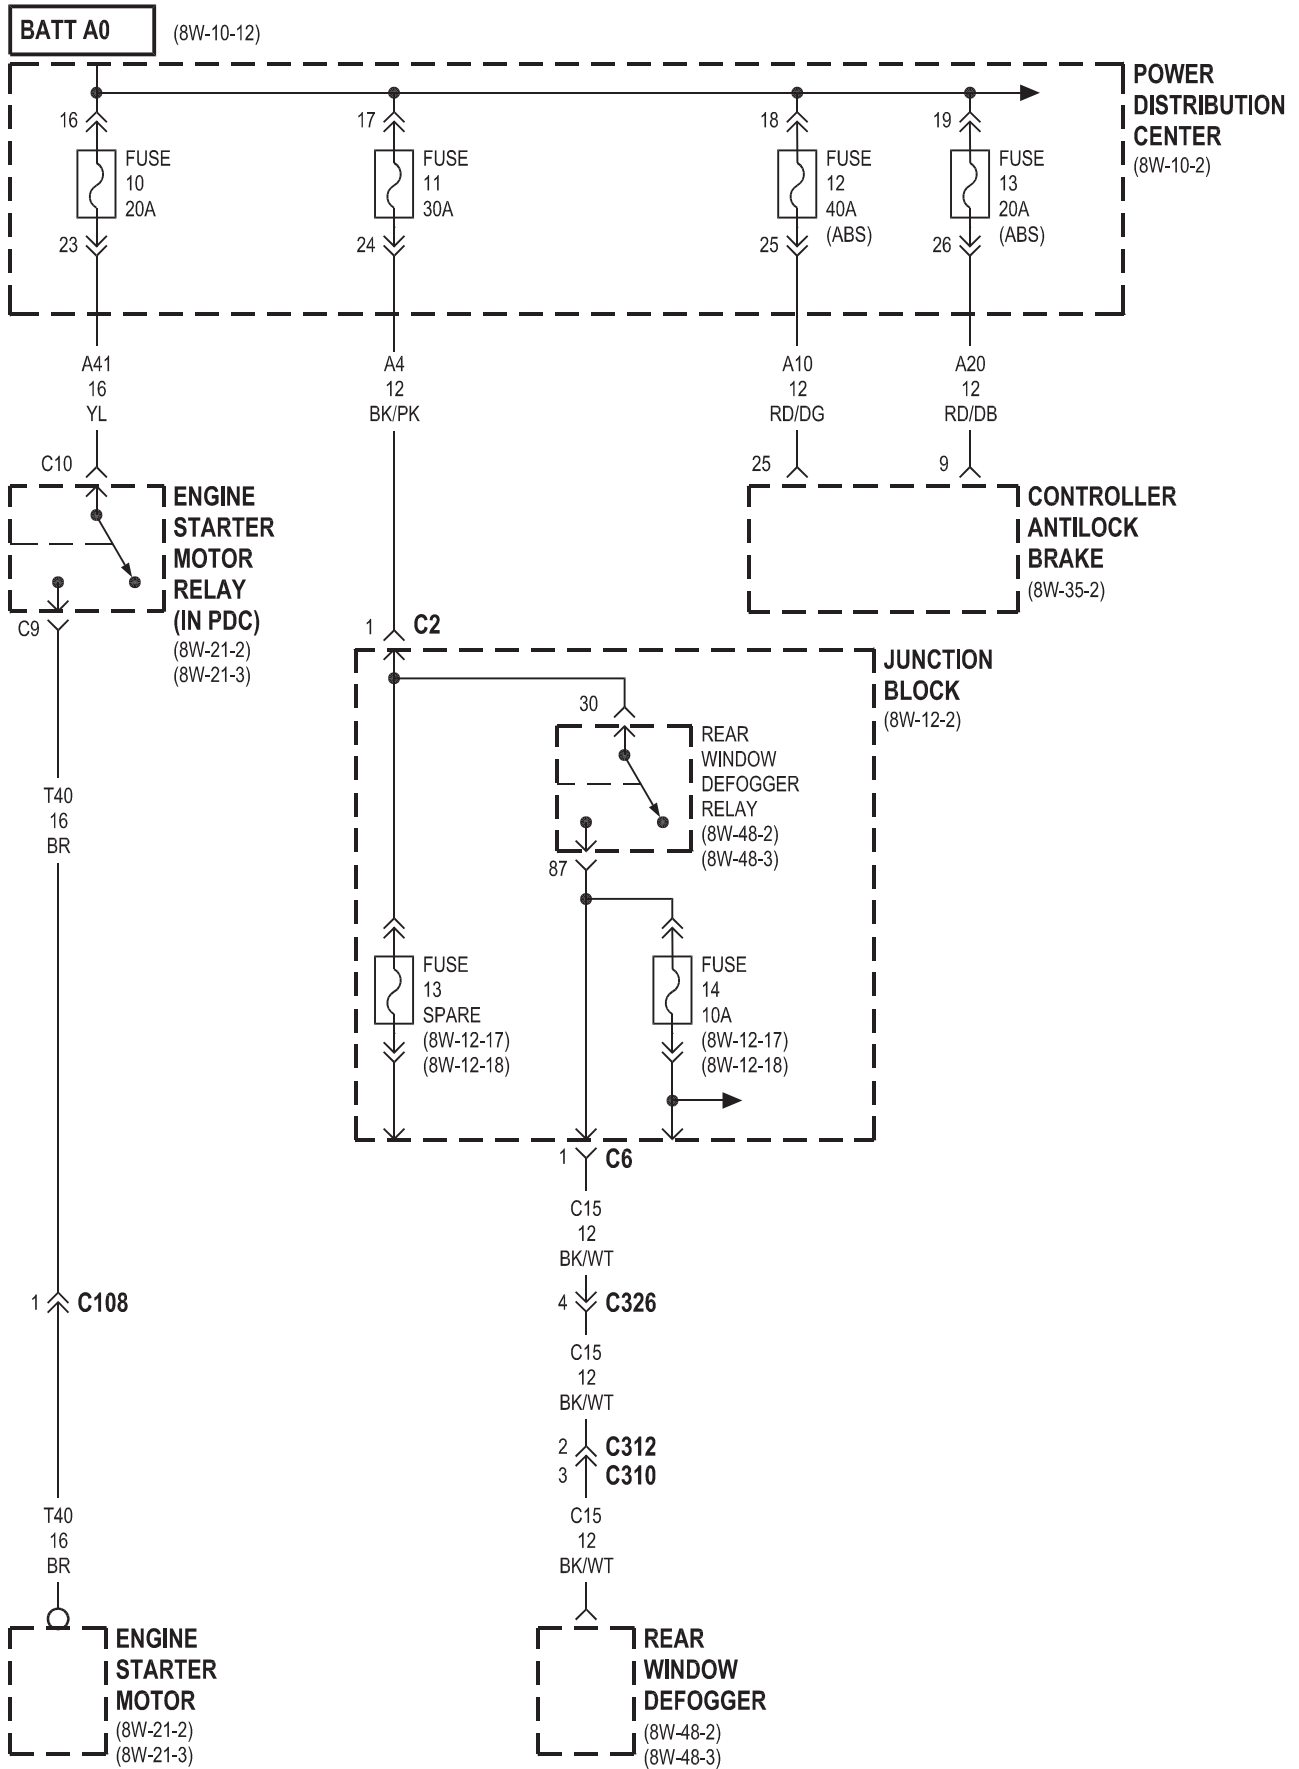 BATT A0
(8W-10-12)
POWER
DISTRIBUTION
CENTER
(8W-10-2)
16
FUSE
10
20A
23
17
FUSE
11
30A
24
18
FUSE
12
40A
(ABS)
25
19
FUSE
13
20A
(ABS)
26
A41
16
YL
A4
12
BK/PK
A10
12
RD/DG
A20
12
RD/DB
C10
ENGINE
STARTER
MOTOR
RELAY
(IN PDC)
(8W-21-2)
(8W-21-3)
C9
25
9
CONTROLLER
ANTILOCK
BRAKE
(8W-35-2)
1
C2
JUNCTION
BLOCK
(8W-12-2)
30
REAR
WINDOW
DEFOGGER
RELAY
(8W-48-2)
(8W-48-3)
87
T40
16
BR
FUSE
13
SPARE
(8W-12-17)
(8W-12-18)
FUSE
14
10A
(8W-12-17)
(8W-12-18)
1
C6
C15
12
BK/WT
1
C108
4
C326
C15
12
BK/WT
2
C312
3
C310
T40
16
BR
C15
12
BK/WT
ENGINE
STARTER
MOTOR
(8W-21-2)
(8W-21-3)
REAR
WINDOW
DEFOGGER
(8W-48-2)
(8W-48-3)